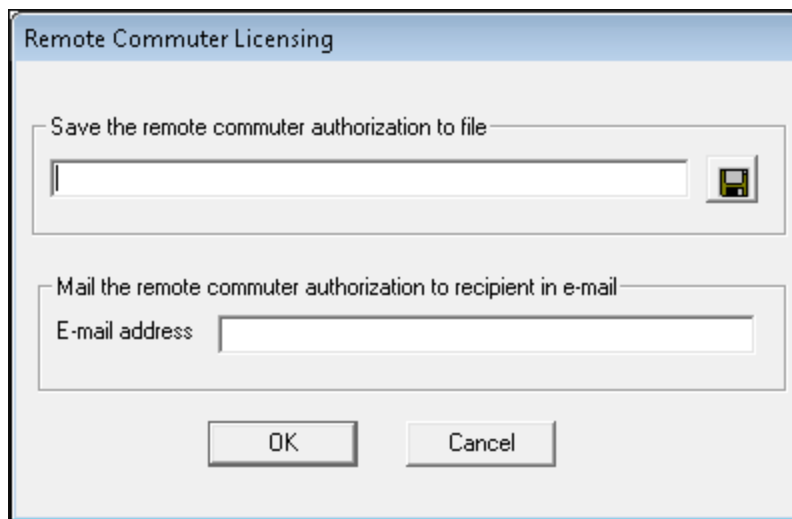 Remote Commuter Licensing
Save the remote commuter authorization to file
Mail the remote commuter authorization to recipient in e-mail
E-mail address
OK
Cancel